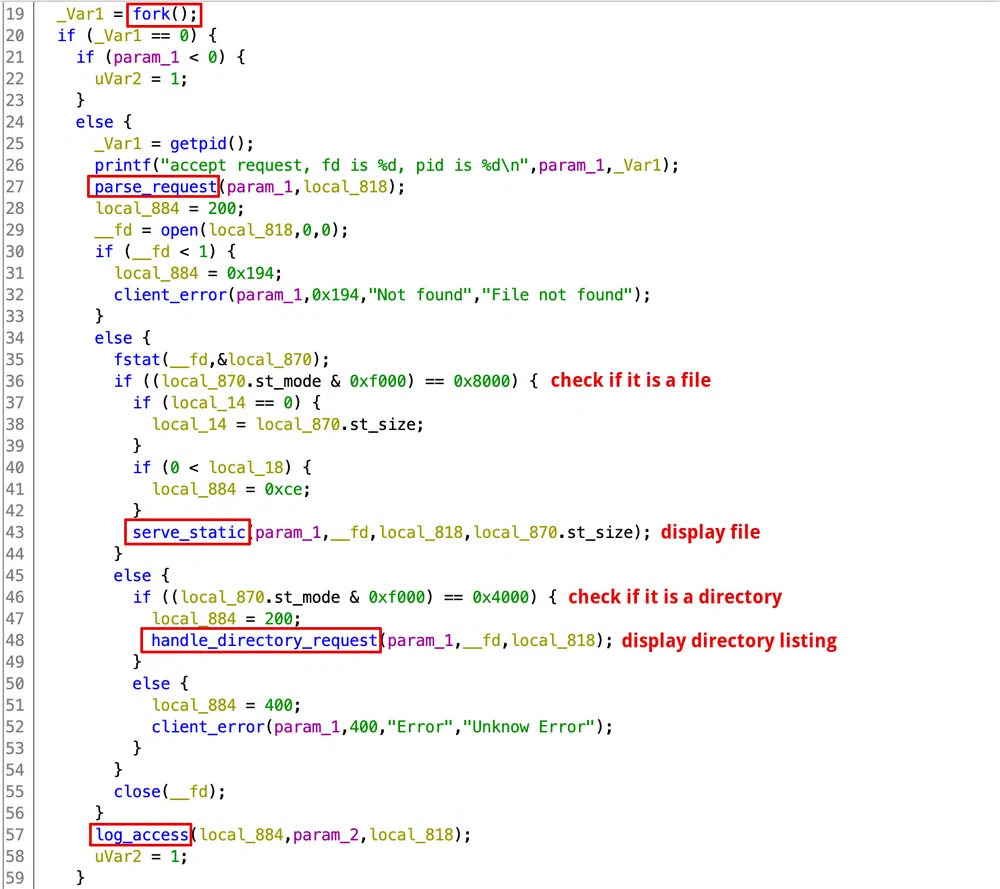 19 _Var1 = fork();
20 if (_Var1 == 0) {
21 if (param_1 < 0) {
22 uVar2 = 1;
23 }
24 else {
25 _Var1 = getpid();
26 printf("accept request, fd is %d, pid is %d\n",param_1,_Var1);
27 parse_request(param_1,local_818);
28 local_884 = 200;
29 __fd = open(local_818,0,0);
30 if (__fd < 1) {
31 local_884 = 0x194;
32 client_error(param_1,0x194,"Not found","File not found");
33 }
34 else {
35 fstat(__fd,&local_870);
36 if ((local_870.st_mode & 0xf000) == 0x8000) { check if it is a file
37 if (local_14 == 0) {
38 local_14 = local_870.st_size;
39 }
40 if (0 < local_18) {
41 local_884 = 0xce;
42 }
43 serve_static(param_1,__fd,local_818,local_870.st_size); display file
44 }
45 else {
46 if ((local_870.st_mode & 0xf000) == 0x4000) { check if it is a directory
47 local_884 = 200;
48 handle_directory_request(param_1,__fd,local_818); display directory listing
49 }
50 else {
51 local_884 = 400;
52 client_error(param_1,400,"Error","Unknow Error");
53 }
54 }
55 close(__fd);
56 }
57 log_access(local_884,param_2,local_818);
58 uVar2 = 1;
59 }